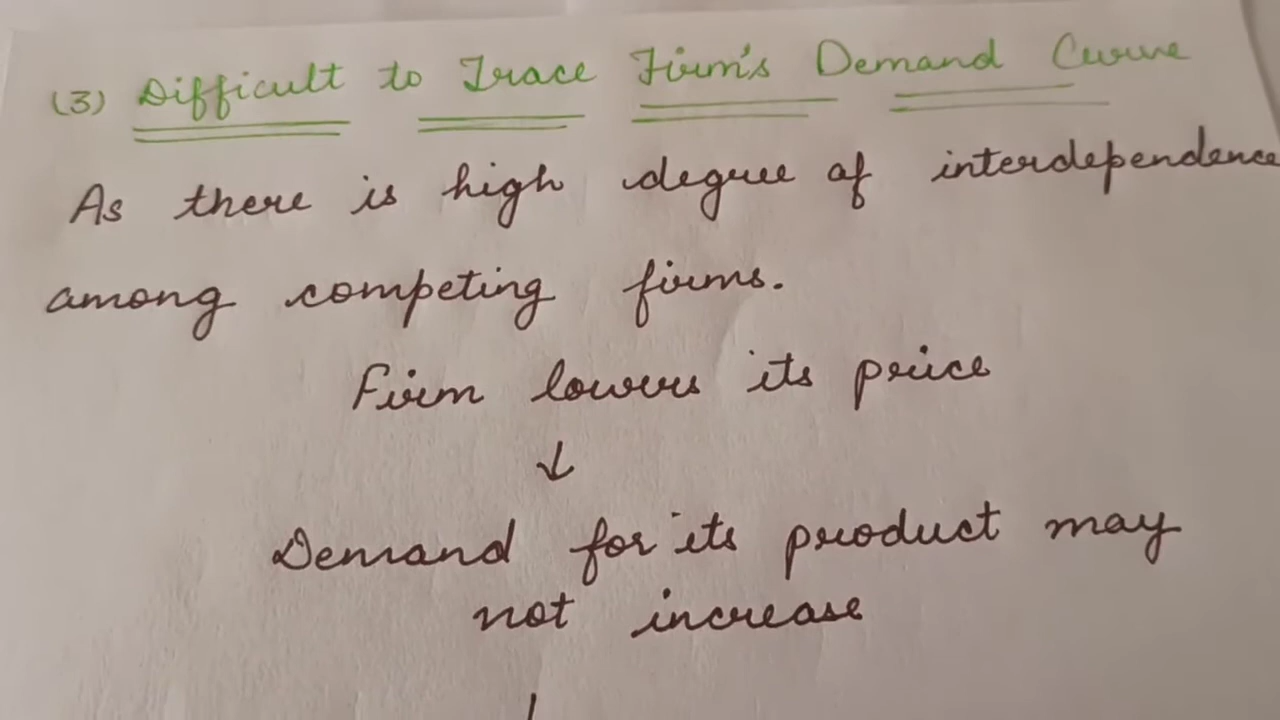 (3) Difficult to Trace Firm's Demand Curve
As there is high degree of interdependence
among competing firms.
Firm lowers its price
↓
Demand for its product may
not increase